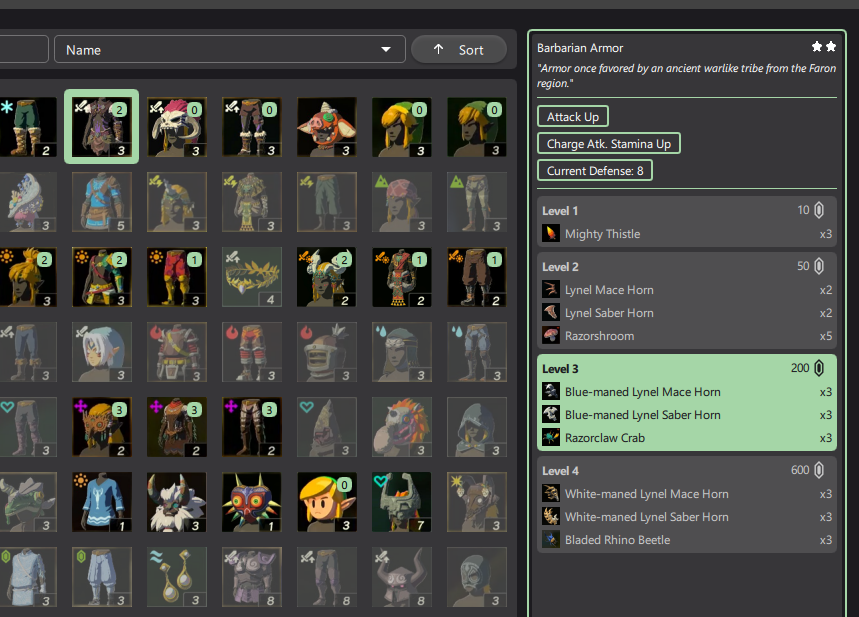 Name
Sort
2
2
3
0
3
0
3
3
0
3
0
3
3
5
3
3
3
3
3
2
3
2
3
1
3
4
2
2
1
2
1
2
3
3
3
3
3
3
3
3
3
2
3
2
3
2
3
3
3
3
1
3
1
0
3
7
3
3
3
3
8
8
8
3
Barbarian Armor
"Armor once favored by an ancient warlike tribe from the Faron
region."
Attack Up
Charge Atk. Stamina Up
Current Defense: 8
Level 1 10
Mighty Thistle x3
Level 2 50
Lynel Mace Horn x2
Lynel Saber Horn x2
Razorshroom x5
Level 3 200
Blue-maned Lynel Mace Horn x3
Blue-maned Lynel Saber Horn x3
Razorclaw Crab x3
Level 4 600
White-maned Lynel Mace Horn x3
White-maned Lynel Saber Horn x3
Bladed Rhino Beetle x3